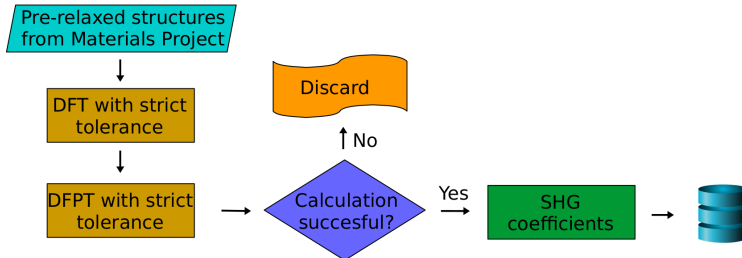 Pre-relaxed structures
from Materials Project
DFT with strict
tolerance
DFPT with strict
tolerance
Discard
No
Calculation
succesful?
Yes
SHG
coefficients